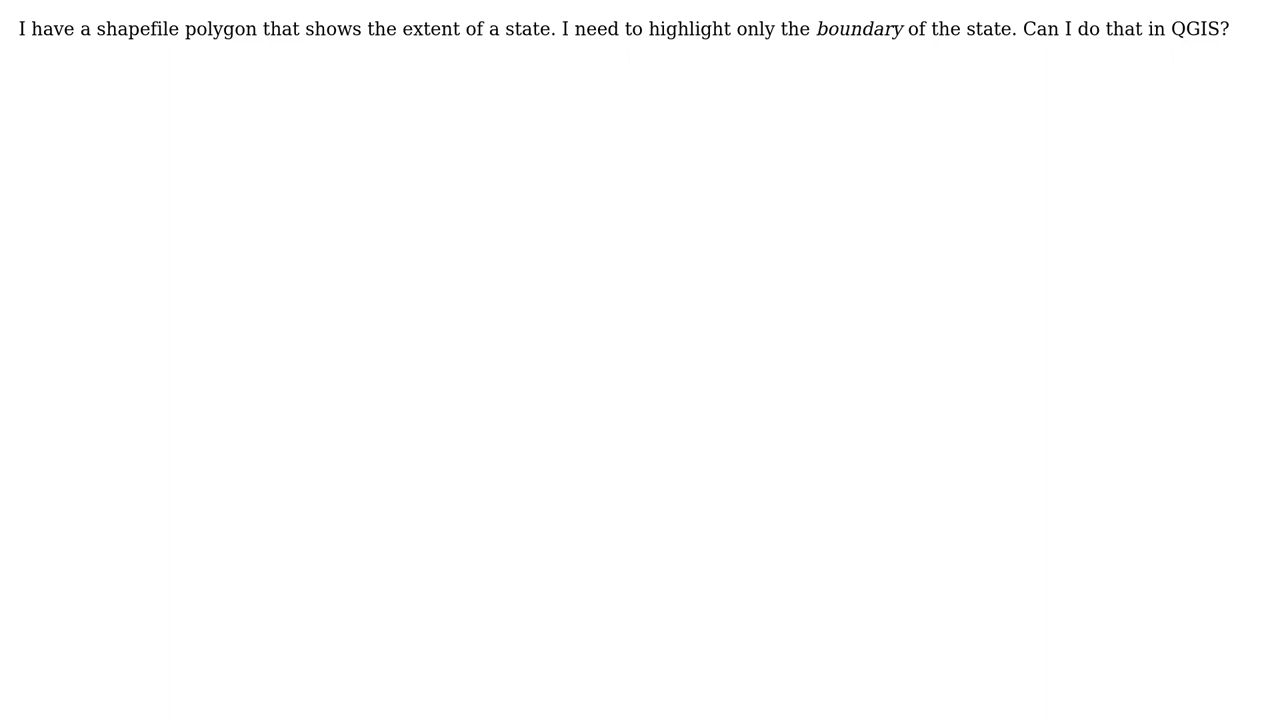 I have a shapefile polygon that shows the extent of a state. I need to highlight only the boundary of the state. Can I do that in QGIS?